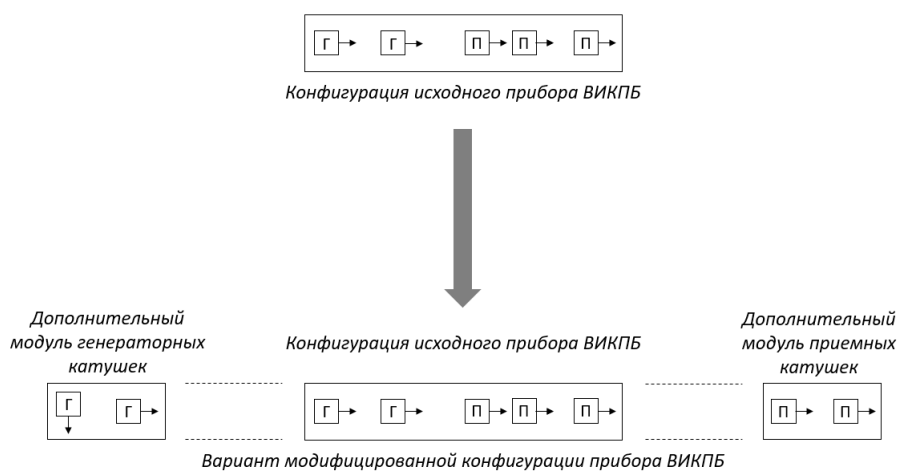 Г Г П П П
Конфигурация исходного прибора ВИКПБ
Дополнительный
модуль генераторных
катушек
Конфигурация исходного прибора ВИКПБ
Дополнительный
модуль приемных
катушек
Г Г
Г Г П П П
П П
Вариант модифицированной конфигурации прибора ВИКПБ